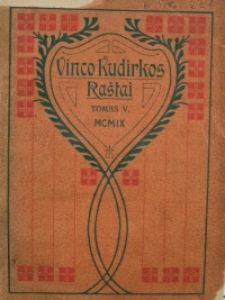 Vinco Kudirkos
Raštai
TOMAS V.
MCMIX